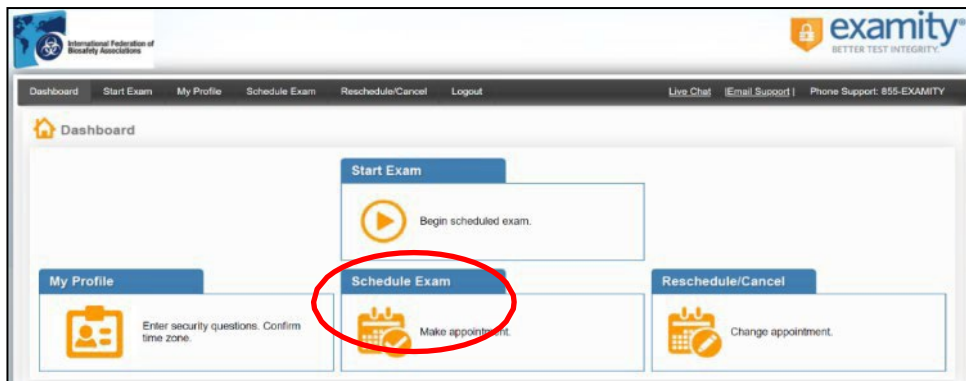 International Federation of
Biosafety Associations
examity®
BETTER TEST INTEGRITY.
Dashboard Start Exam My Profile Schedule Exam Reschedule/Cancel Logout Live Chat |Email Support | Phone Support: 855-EXAMITY
Dashboard
Start Exam
Begin scheduled exam.
My Profile
Enter security questions. Confirm
time zone.
Schedule Exam
Make appointment.
Reschedule/Cancel
Change appointment.